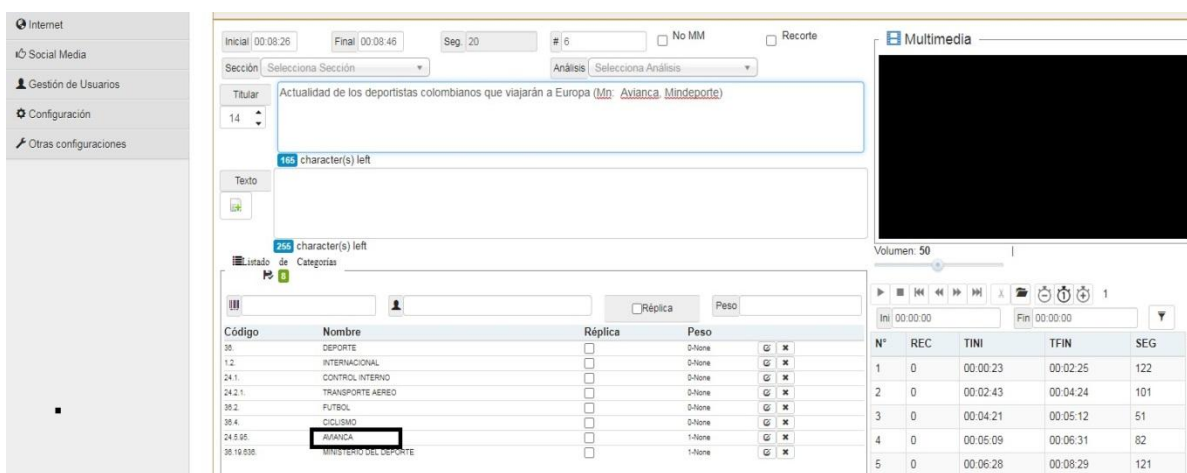 Internet
Social Media
Gestión de Usuarios
Configuración
Otras configuraciones
Inicial 00:08:26 Final 00:08:46 Seg. 20 # 6 No MM Recorte
Sección Selecciona Sección Análisis Selecciona Análisis
Titular Actualidad de los deportistas colombianos que viajarán a Europa (Mn: Avianca, Mindeporte)
14
165 character(s) left
Texto
255 character(s) left
Listado de Categorías
8
Réplica Peso
Código Nombre Réplica Peso
36. DEPORTE 0-None
1.2. INTERNACIONAL 0-None
24.1. CONTROL INTERNO 0-None
24.2.1. TRANSPORTE AEREO 0-None
36.2. FUTBOL 0-None
36.4. CICLISMO 0-None
24.5.95. AVIANCA 1-None
36.19.636. MINISTERIO DEL DEPORTE 1-None
Multimedia
Volumen: 50
1
Ini 00:00:00 Fin 00:00:00
N° REC TINI TFIN SEG
1 0 00:00:23 00:02:25 122
2 0 00:02:43 00:04:24 101
3 0 00:04:21 00:05:12 51
4 0 00:05:09 00:06:31 82
5 0 00:06:28 00:08:29 121